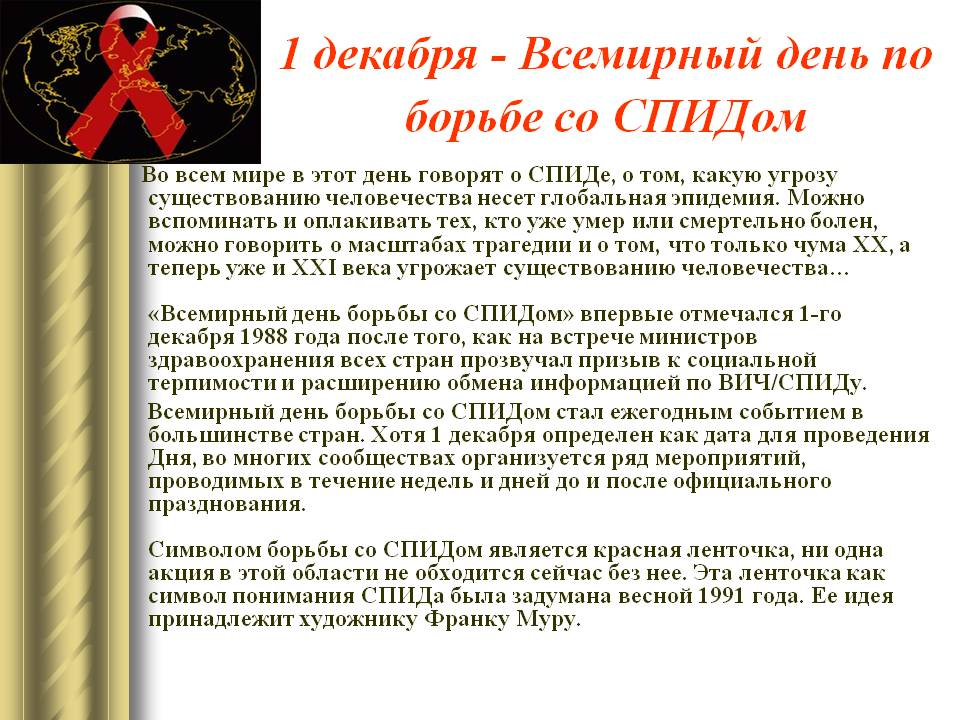 1 декабря - Всемирный день по
борьбе со СПИДом
Во всем мире в этот день говорят о СПИДе, о том, какую угрозу
существованию человечества несет глобальная эпидемия. Можно
вспоминать и оплакивать тех, кто уже умер или смертельно болен,
можно говорить о масштабах трагедии и о том, что только чума XX, а
теперь уже и XXI века угрожает существованию человечества…
«Всемирный день борьбы со СПИДом» впервые отмечался 1-го
декабря 1988 года после того, как на встрече министров
здравоохранения всех стран прозвучал призыв к социальной
терпимости и расширению обмена информацией по ВИЧ/СПИДу.
Всемирный день борьбы со СПИДом стал ежегодным событием в
большинстве стран. Хотя 1 декабря определен как дата для проведения
Дня, во многих сообществах организуется ряд мероприятий,
проводимых в течение недель и дней до и после официального
празднования.
Символом борьбы со СПИДом является красная ленточка, ни одна
акция в этой области не обходится сейчас без нее. Эта ленточка как
символ понимания СПИДа была задумана весной 1991 года. Ее идея
принадлежит художнику Франку Муру.